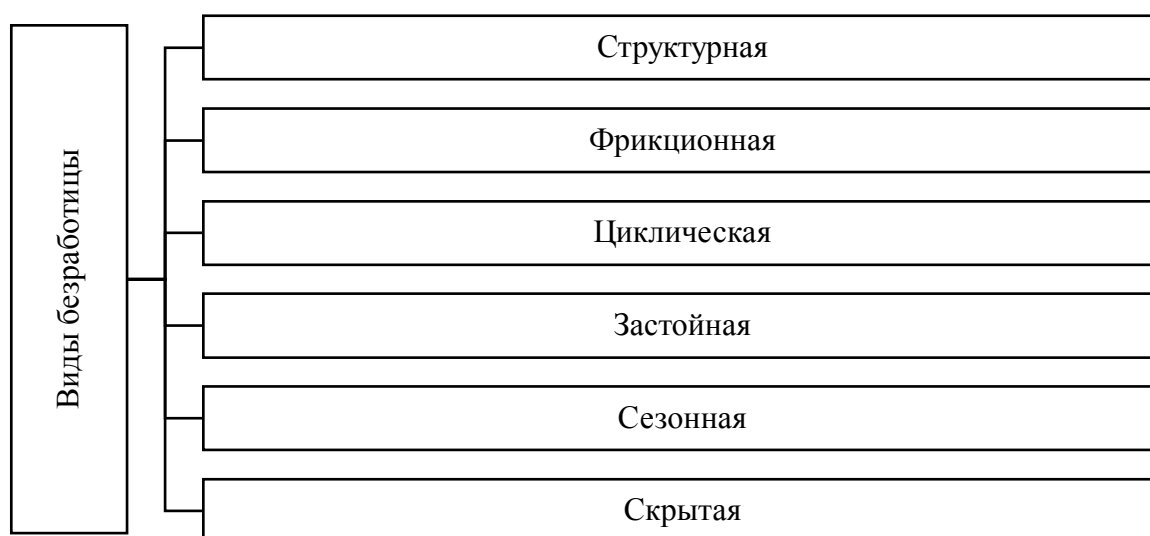 Виды безработицы
Структурная
Фрикционная
Циклическая
Застойная
Сезонная
Скрытая